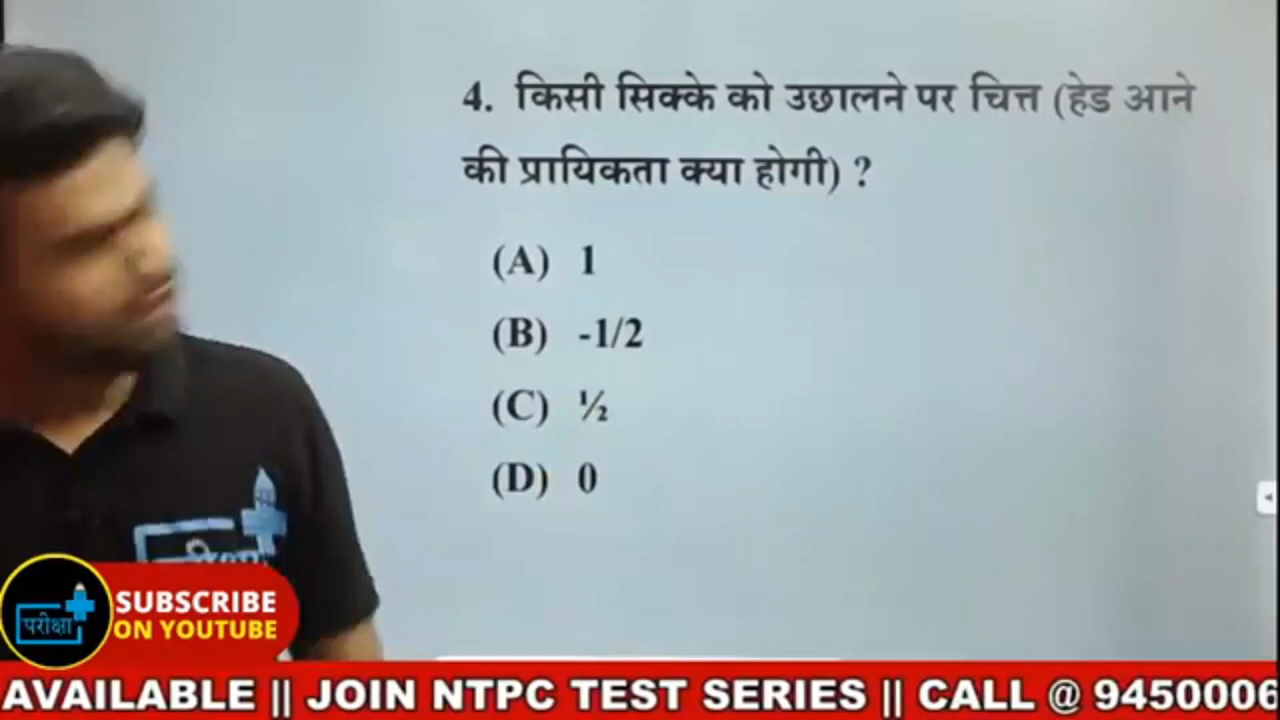 4. किसी सिक्के को उछालने पर चित्त (हेड आने
की प्रायिकता क्या होगी) ?
(A) 1
(B) -1/2
(C) ½
(D) 0
परीक्षा
SUBSCRIBE
ON YOUTUBE
AVAILABLE || JOIN NTPC TEST SERIES || CALL @ 9450006